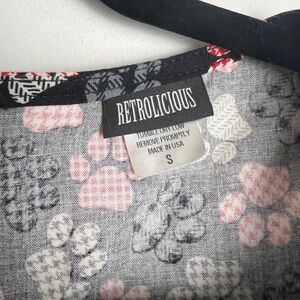 RETROLICIOUS
TUMBLE DRY LOW
REMOVE PROMPTLY
MADE IN USA
S